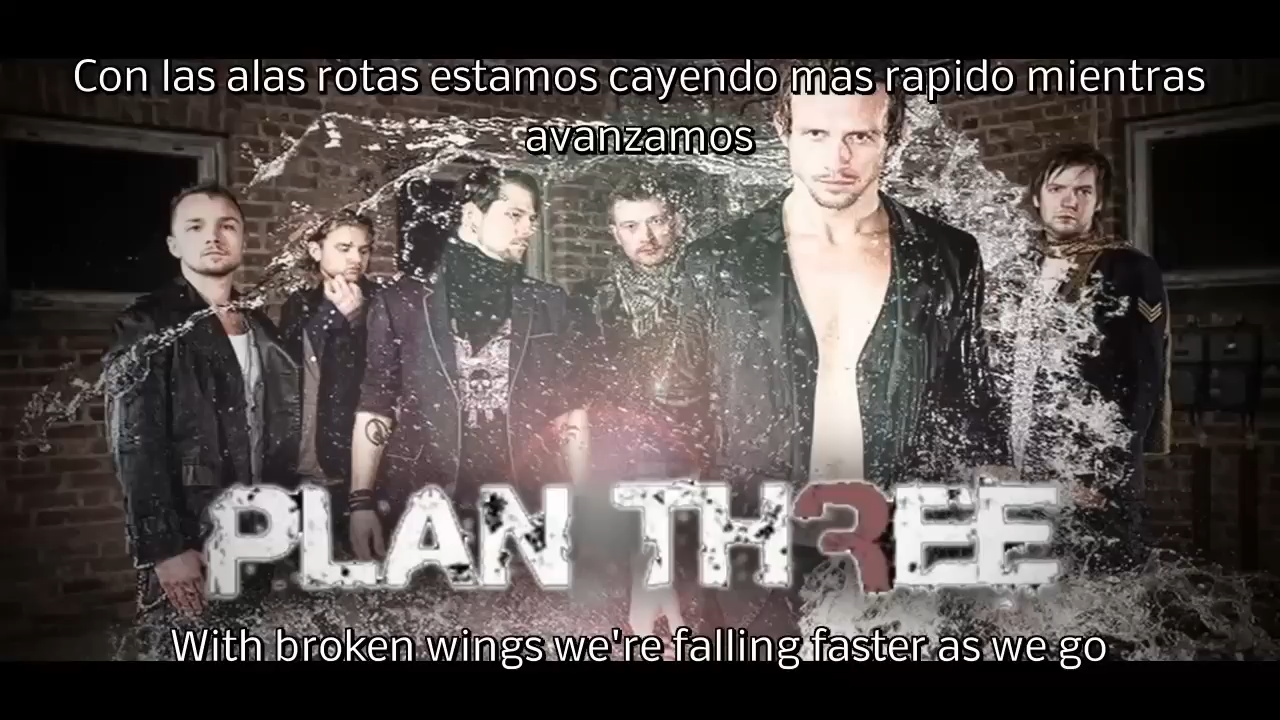 Con las alas rotas estamos cayendo mas rapido mientras
avanzamos
PLAN TH3EE
With broken wings we're falling faster as we go